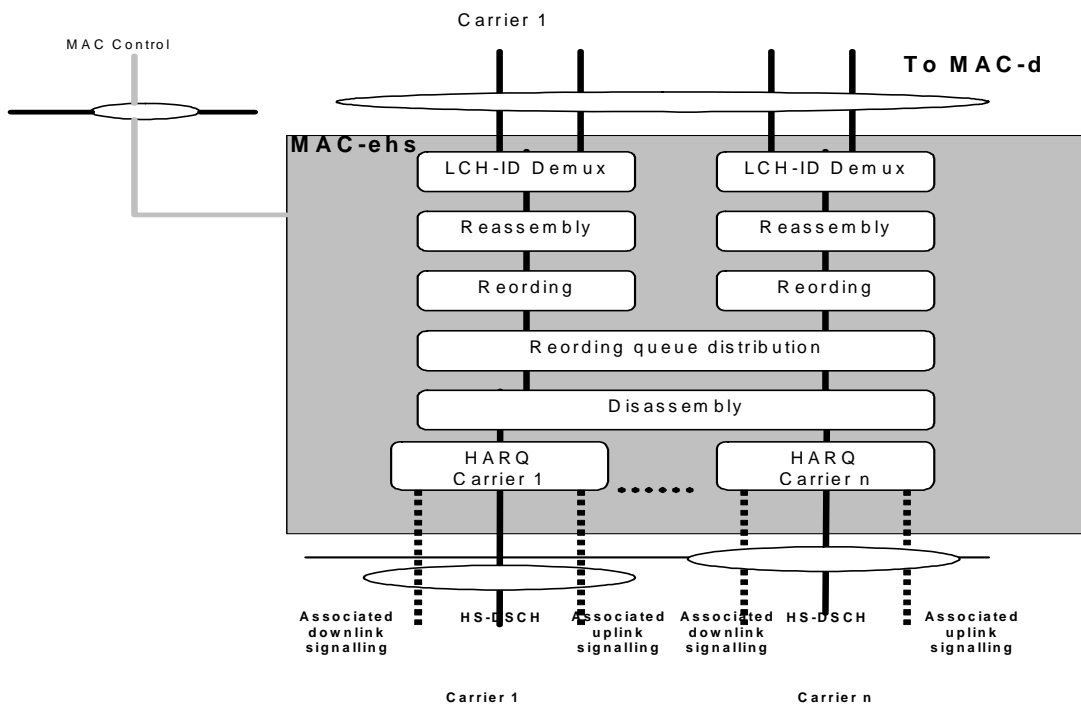 Carrier 1
MAC Control
To MAC-d
MAC-ehs
LCH-ID Demux
LCH-ID Demux
Reassembly
Reassembly
Reording
Reording
Reording queue distribution
Disassembly
HARQ
Carrier 1
HARQ
Carrier n
Associated
downlink
signalling
HS-DSCH
Associated
uplink
signalling
Associated
downlink
signalling
HS-DSCH
Associated
uplink
signalling
Carrier 1
Carrier n